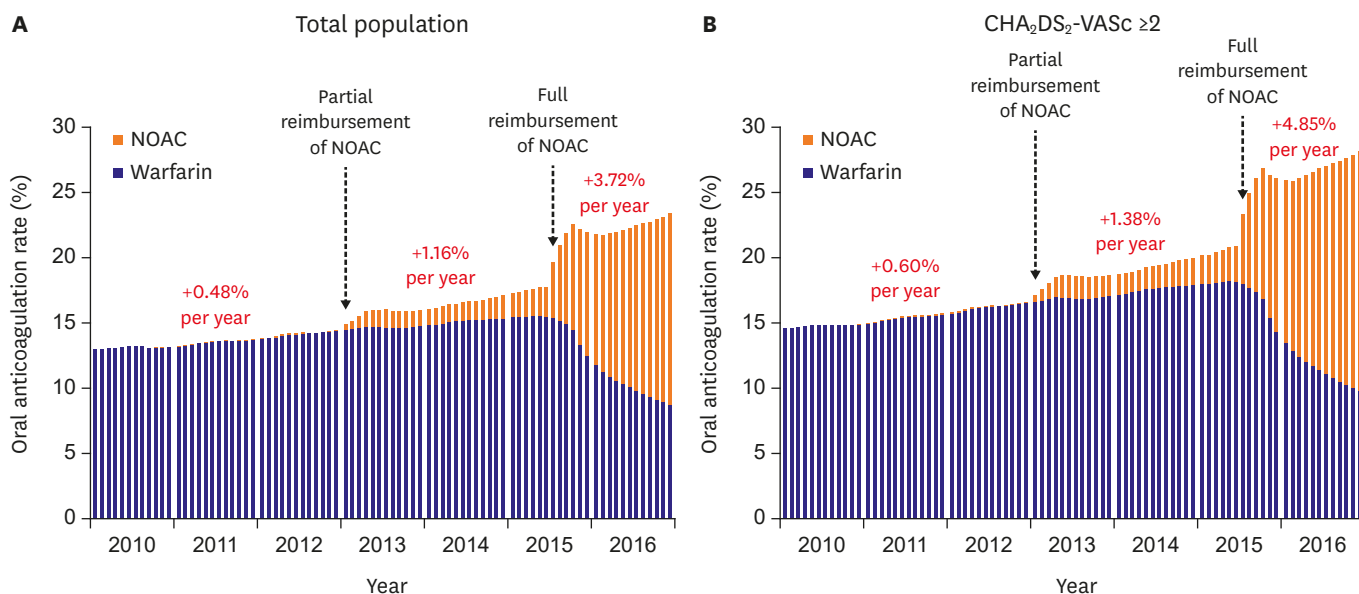 A
Total population
Partial
reimbursement
of NOAC
Full
reimbursement
of NOAC
NOAC
Warfarin
+0.48%
per year
+1.16%
per year
+3.72%
per year
Oral anticoagulation rate (%)
30
25
20
15
10
5
0
2010 2011 2012 2013 2014 2015 2016
Year
B
CHA₂DS₂-VASc ≥2
Partial
reimbursement
of NOAC
Full
reimbursement
of NOAC
NOAC
Warfarin
+0.60%
per year
+1.38%
per year
+4.85%
per year
Oral anticoagulation rate (%)
30
25
20
15
10
5
0
2010 2011 2012 2013 2014 2015 2016
Year